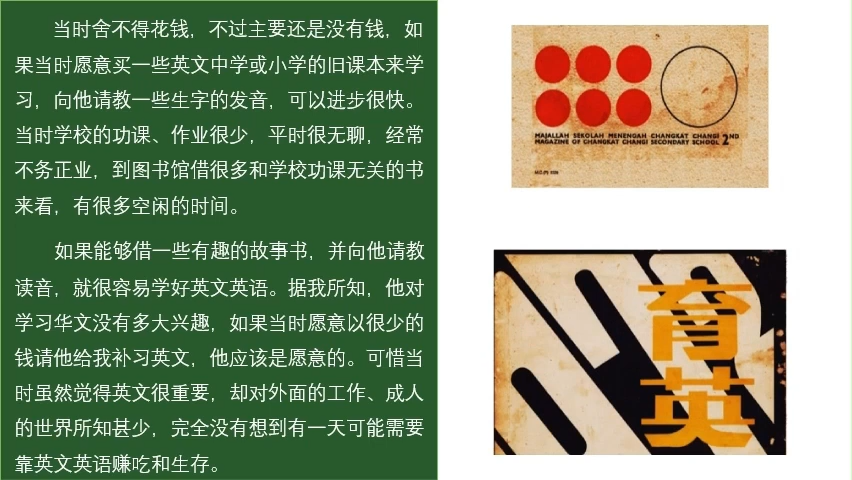 当时舍不得花钱，不过主要还是没有钱，如
果当时愿意买一些英文中学或小学的旧课本来学
习，向他请教一些生字的发音，可以进步很快。
当时学校的功课、作业很少，平时很无聊，经常
不务正业，到图书馆借很多和学校功课无关的书
来看，有很多空闲的时间。
如果能够借一些有趣的故事书，并向他请教
读音，就很容易学好英文英语。据我所知，他对
学习华文没有多大兴趣，如果当时愿意以很少的
钱请他给我补习英文，他应该是愿意的。可惜当
时虽然觉得英文很重要，却对外面的工作、成人
的世界所知甚少，完全没有想到有一天可能需要
靠英文英语赚吃和生存。
MAJALLAH SEKOLAH MENENGAH CHANGKAT CHANGI 2ND
MAGAZINE OF CHANGKAT CHANGI SECONDARY SCHOOL
育英